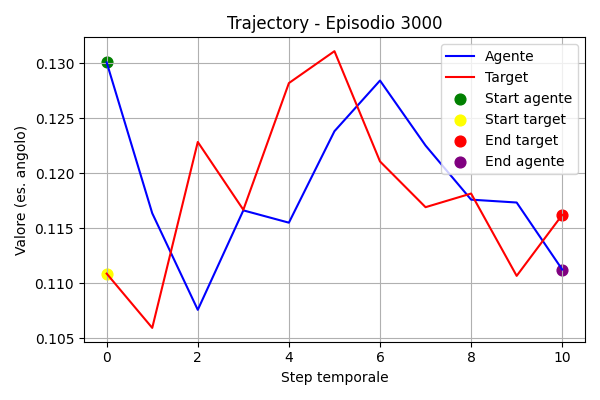 Trajectory - Episodio 3000
Valore (es. angolo)
0.130
0.125
0.120
0.115
0.110
0.105
Agente
Target
Start agente
Start target
End target
End agente
0 2 4 6 8 10
Step temporale